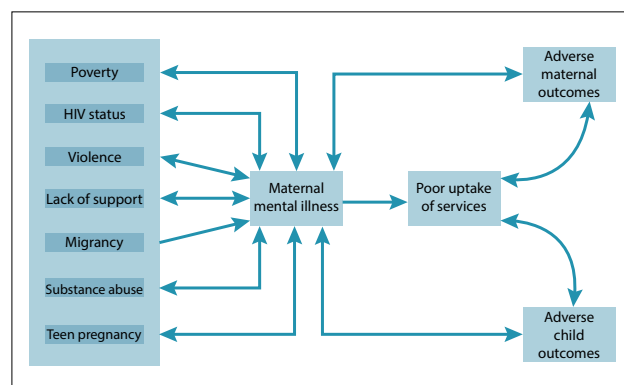 Poverty
HIV status
Violence
Lack of support
Migrancy
Substance abuse
Teen pregnancy
Maternal
mental illness
Poor uptake
of services
Adverse
maternal
outcomes
Adverse
child
outcomes